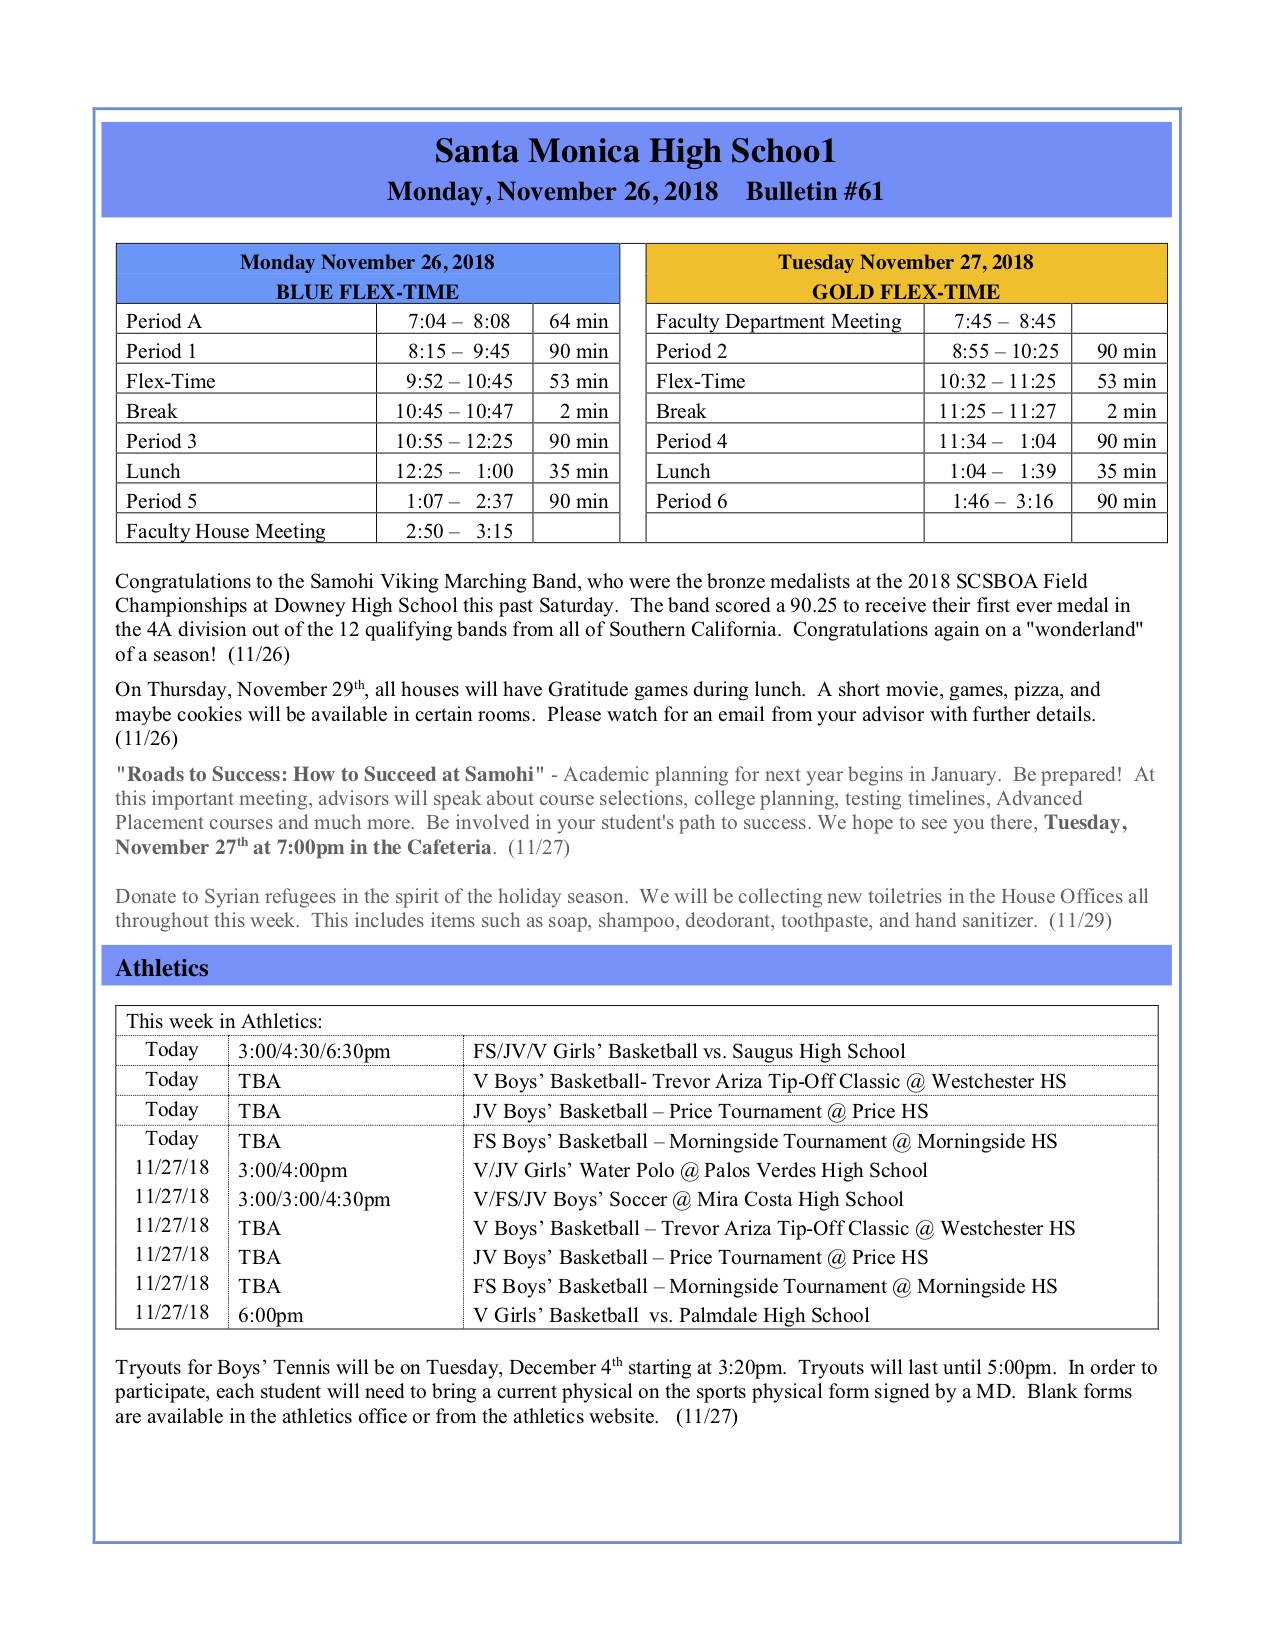 Santa Monica High Schoo1
Monday, November 26, 2018    Bulletin #61
Monday November 26, 2018
BLUE FLEX-TIME
Period A 7:04 – 8:08 64 min
Period 1 8:15 – 9:45 90 min
Flex-Time 9:52 – 10:45 53 min
Break 10:45 – 10:47 2 min
Period 3 10:55 – 12:25 90 min
Lunch 12:25 – 1:00 35 min
Period 5 1:07 – 2:37 90 min
Faculty House Meeting 2:50 – 3:15
Tuesday November 27, 2018
GOLD FLEX-TIME
Faculty Department Meeting 7:45 – 8:45
Period 2 8:55 – 10:25 90 min
Flex-Time 10:32 – 11:25 53 min
Break 11:25 – 11:27 2 min
Period 4 11:34 – 1:04 90 min
Lunch 1:04 – 1:39 35 min
Period 6 1:46 – 3:16 90 min
Congratulations to the Samohi Viking Marching Band, who were the bronze medalists at the 2018 SCSBOA Field
Championships at Downey High School this past Saturday.  The band scored a 90.25 to receive their first ever medal in
the 4A division out of the 12 qualifying bands from all of Southern California.  Congratulations again on a "wonderland"
of a season!  (11/26)
On Thursday, November 29th, all houses will have Gratitude games during lunch.  A short movie, games, pizza, and
maybe cookies will be available in certain rooms.  Please watch for an email from your advisor with further details.
(11/26)
"Roads to Success: How to Succeed at Samohi" - Academic planning for next year begins in January.  Be prepared!  At
this important meeting, advisors will speak about course selections, college planning, testing timelines, Advanced
Placement courses and much more.  Be involved in your student's path to success. We hope to see you there, Tuesday,
November 27th at 7:00pm in the Cafeteria.  (11/27)
Donate to Syrian refugees in the spirit of the holiday season.  We will be collecting new toiletries in the House Offices all
throughout this week.  This includes items such as soap, shampoo, deodorant, toothpaste, and hand sanitizer.  (11/29)
Athletics
This week in Athletics:
Today 3:00/4:30/6:30pm FS/JV/V Girls’ Basketball vs. Saugus High School
Today TBA V Boys’ Basketball- Trevor Ariza Tip-Off Classic @ Westchester HS
Today TBA JV Boys’ Basketball – Price Tournament @ Price HS
Today TBA FS Boys’ Basketball – Morningside Tournament @ Morningside HS
11/27/18 3:00/4:00pm V/JV Girls’ Water Polo @ Palos Verdes High School
11/27/18 3:00/3:00/4:30pm V/FS/JV Boys’ Soccer @ Mira Costa High School
11/27/18 TBA V Boys’ Basketball – Trevor Ariza Tip-Off Classic @ Westchester HS
11/27/18 TBA JV Boys’ Basketball – Price Tournament @ Price HS
11/27/18 TBA FS Boys’ Basketball – Morningside Tournament @ Morningside HS
11/27/18 6:00pm V Girls’ Basketball  vs. Palmdale High School
Tryouts for Boys’ Tennis will be on Tuesday, December 4th starting at 3:20pm.  Tryouts will last until 5:00pm.  In order to
participate, each student will need to bring a current physical on the sports physical form signed by a MD.  Blank forms
are available in the athletics office or from the athletics website.   (11/27)